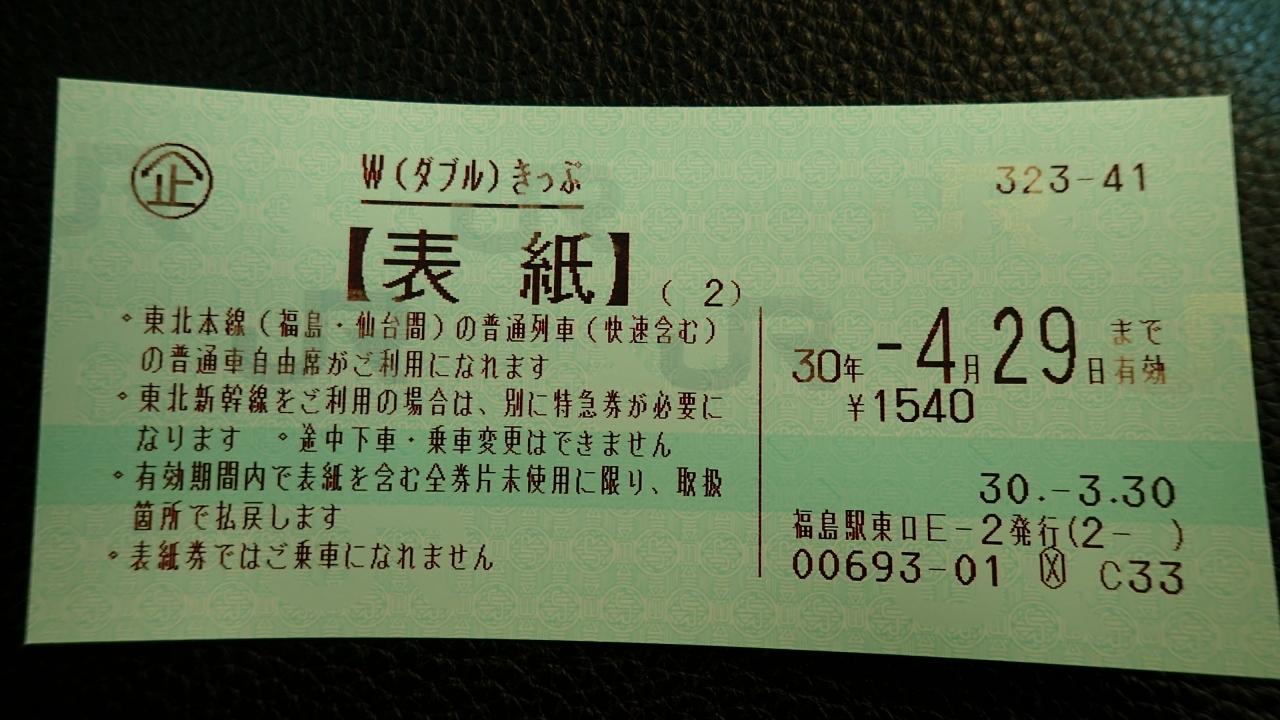 企 W(ダブル)きっぷ 323-41
【表 紙】( 2)
・東北本線(福島・仙台間)の普通列車(快速含む)
の普通車自由席がご利用になれます
・東北新幹線をご利用の場合は、別に特急券が必要に
なります ・途中下車・乗車変更はできません
・有効期間内で表紙を含む全券片未使用に限り、取扱
箇所で払戻します
・表紙券ではご乗車になれません
30年-4月29日まで有効
¥1540
30.-3.30
福島駅東口E-2発行(2- )
00693-01 Ⓧ C33